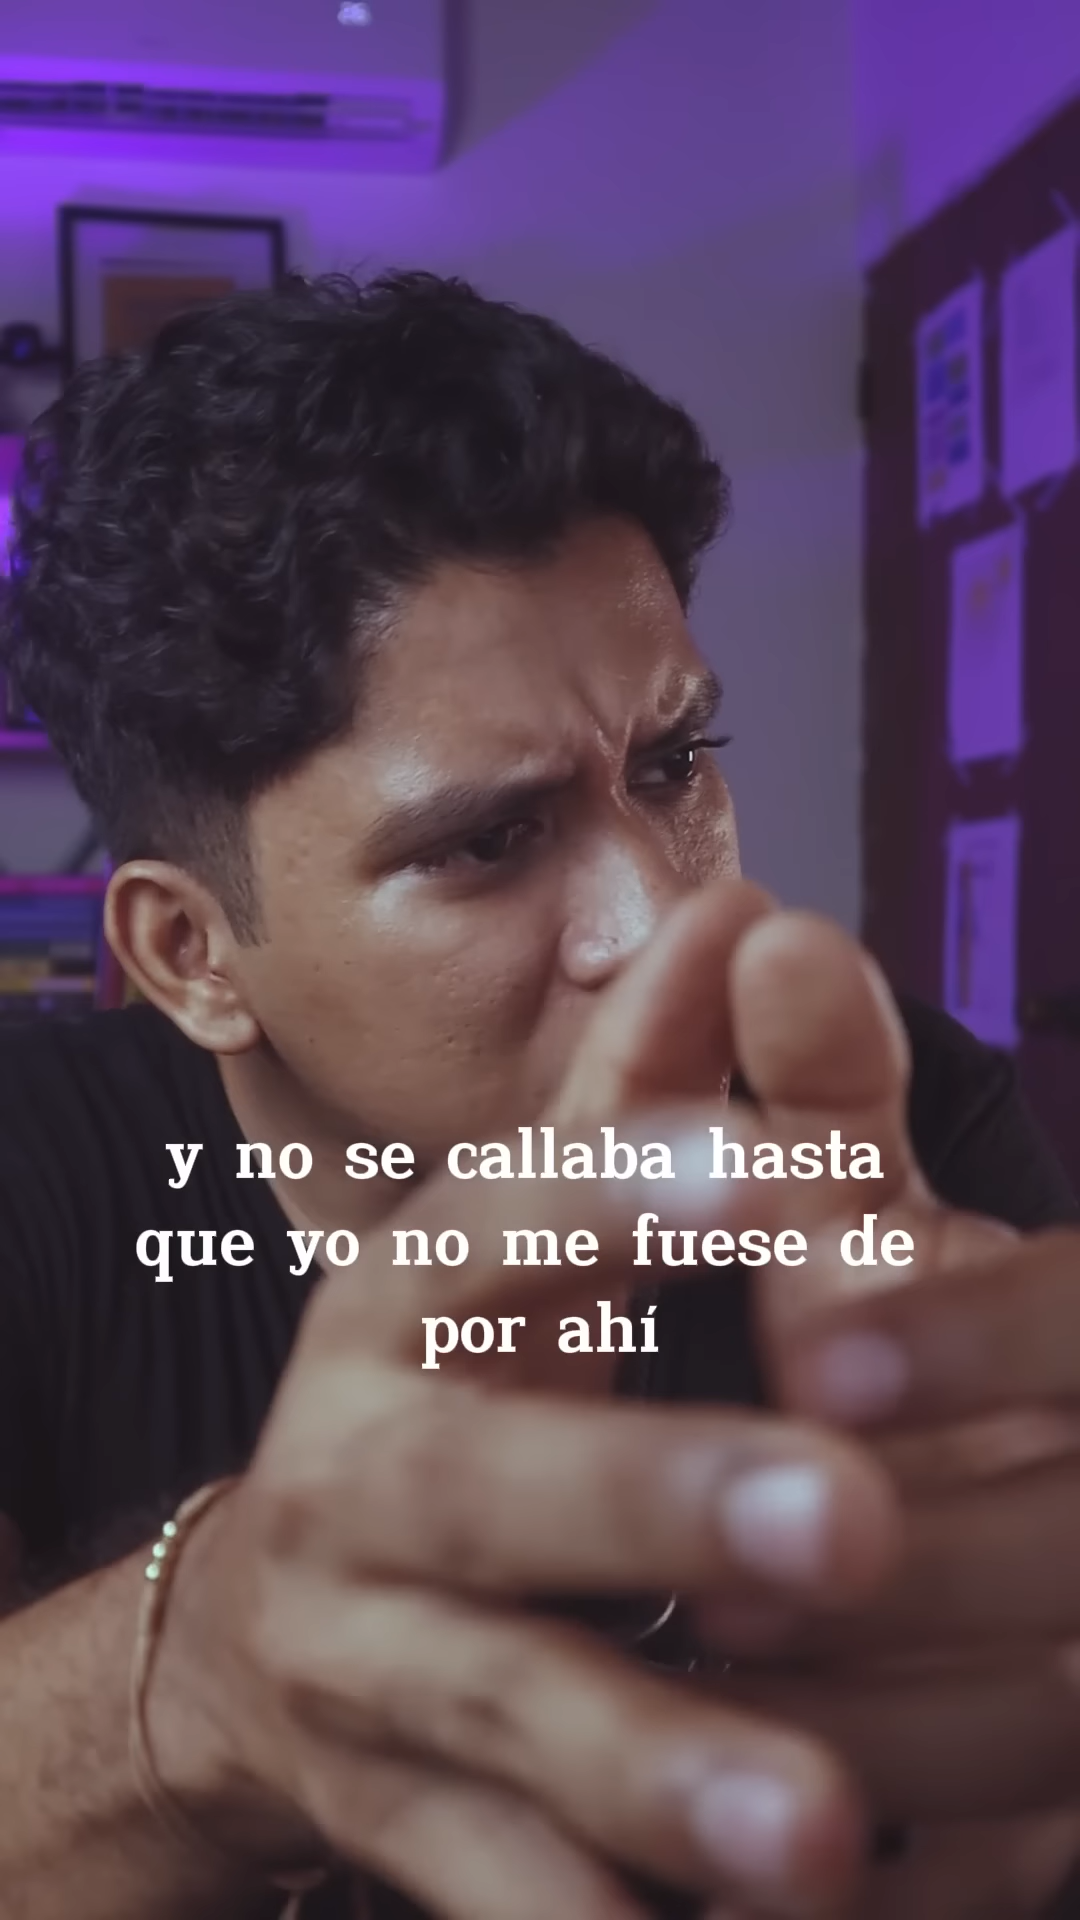 y no se callaba hasta
que yo no me fuese de
por ahí